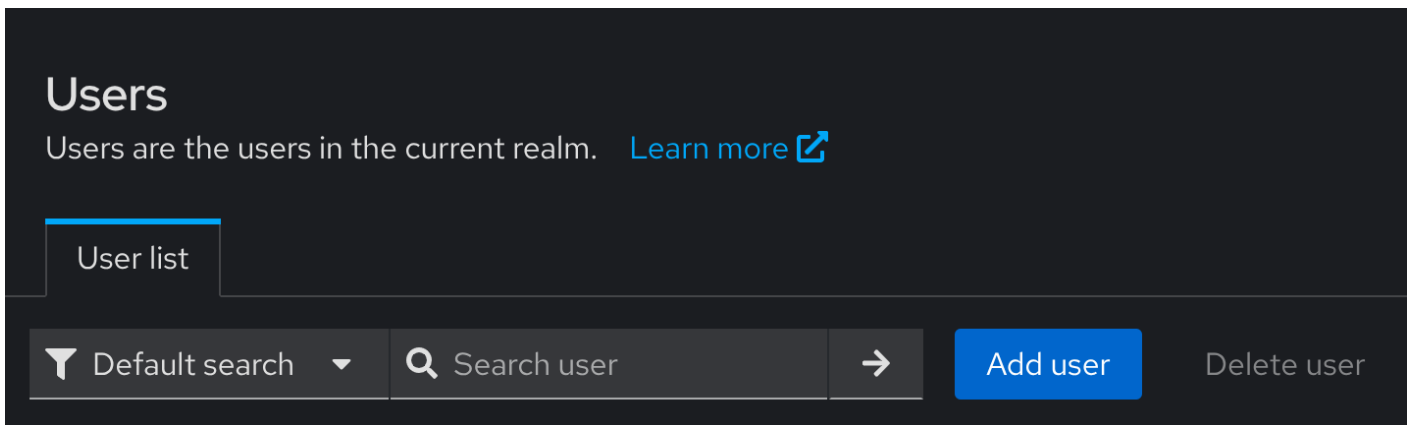 Users
Users are the users in the current realm. Learn more
User list
Default search Search user Add user Delete user